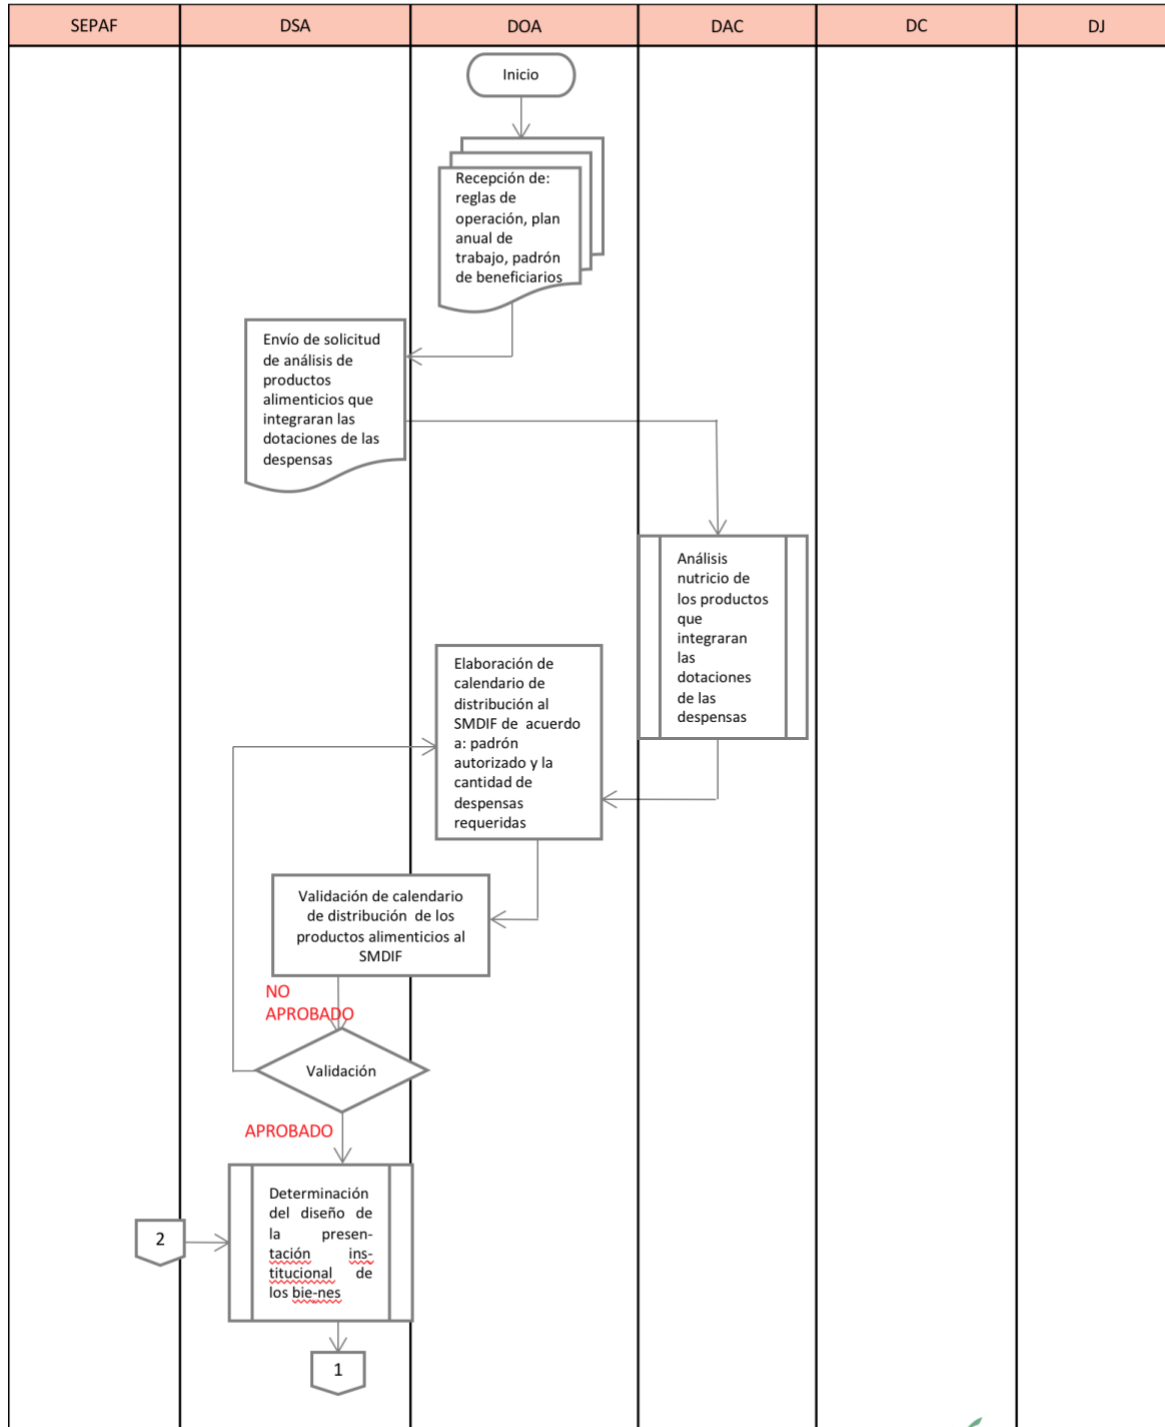 SEPAF
DSA
DOA
DAC
DC
DJ
Inicio
Recepción de:
reglas de
operación, plan
anual de
trabajo, padrón
de beneficiarios
Envío de solicitud
de análisis de
productos
alimenticios que
integraran las
dotaciones de las
despensas
Análisis
nutricio de
los productos
que
integraran
las
dotaciones
de las
despensas
Elaboración de
calendario de
distribución al
SMDIF de acuerdo
a: padrón
autorizado y la
cantidad de
despensas
requeridas
Validación de calendario
de distribución de los
productos alimenticios al
SMDIF
NO
APROBADO
Validación
APROBADO
Determinación
del diseño de
la presen-
tación ins-
titucional de
los bie-nes
2
1